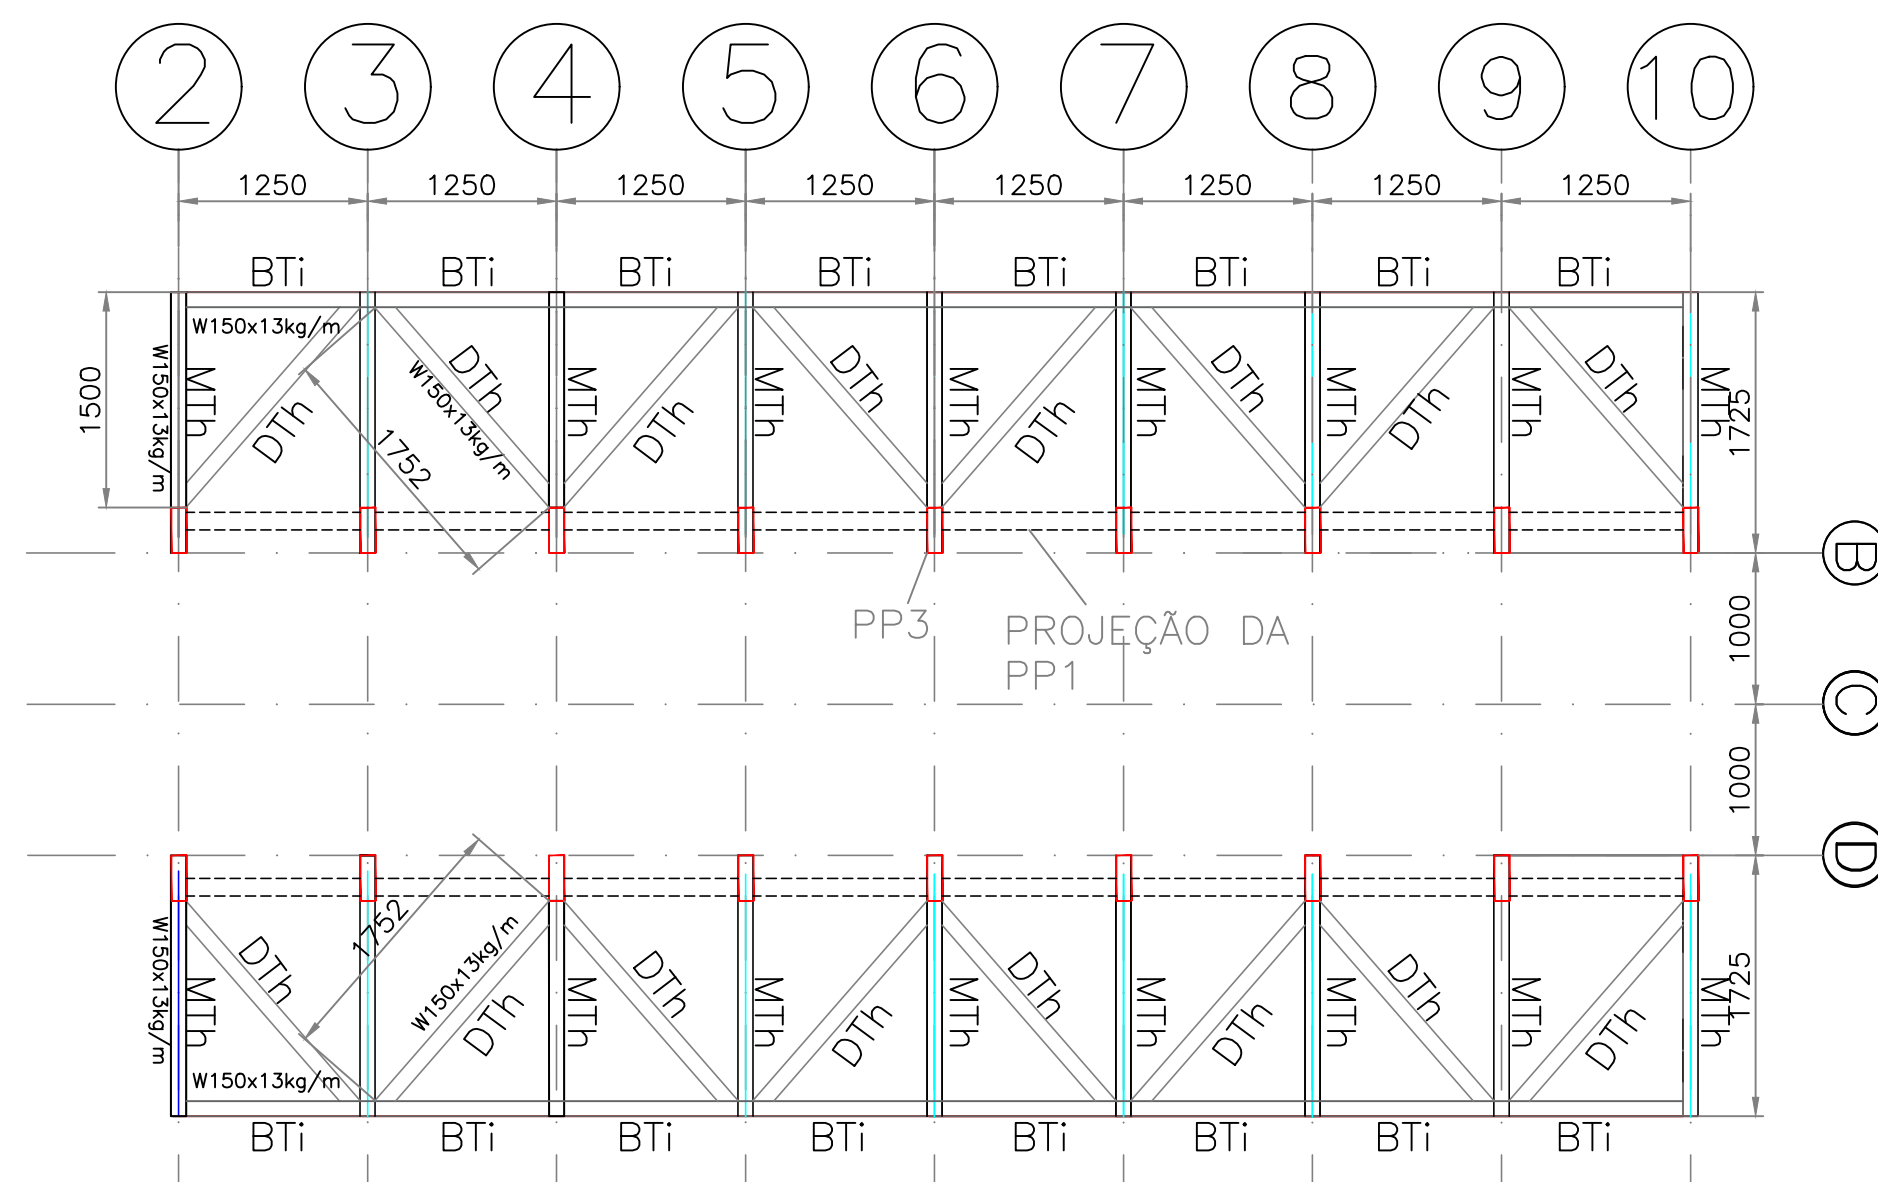 2 3 4 5 6 7 8 9 10
1250 1250 1250 1250 1250 1250 1250 1250
BTi BTi BTi BTi BTi BTi BTi BTi
W150x13kg/m
W150x13kg/m
MTh
DTh
1752
DTh
W150x13kg/m
MTh
DTh
MTh
DTh
MTh
DTh
MTh
DTh
MTh
DTh
MTh
DTh
MTh
1500
1725
B
PP3
PROJEÇÃO DA
PP1
1000
C
1000
D
W150x13kg/m
MTh
DTh
1752
W150x13kg/m
DTh
MTh
DTh
MTh
DTh
MTh
DTh
MTh
DTh
MTh
DTh
MTh
DTh
MTh
1725
W150x13kg/m
BTi BTi BTi BTi BTi BTi BTi BTi